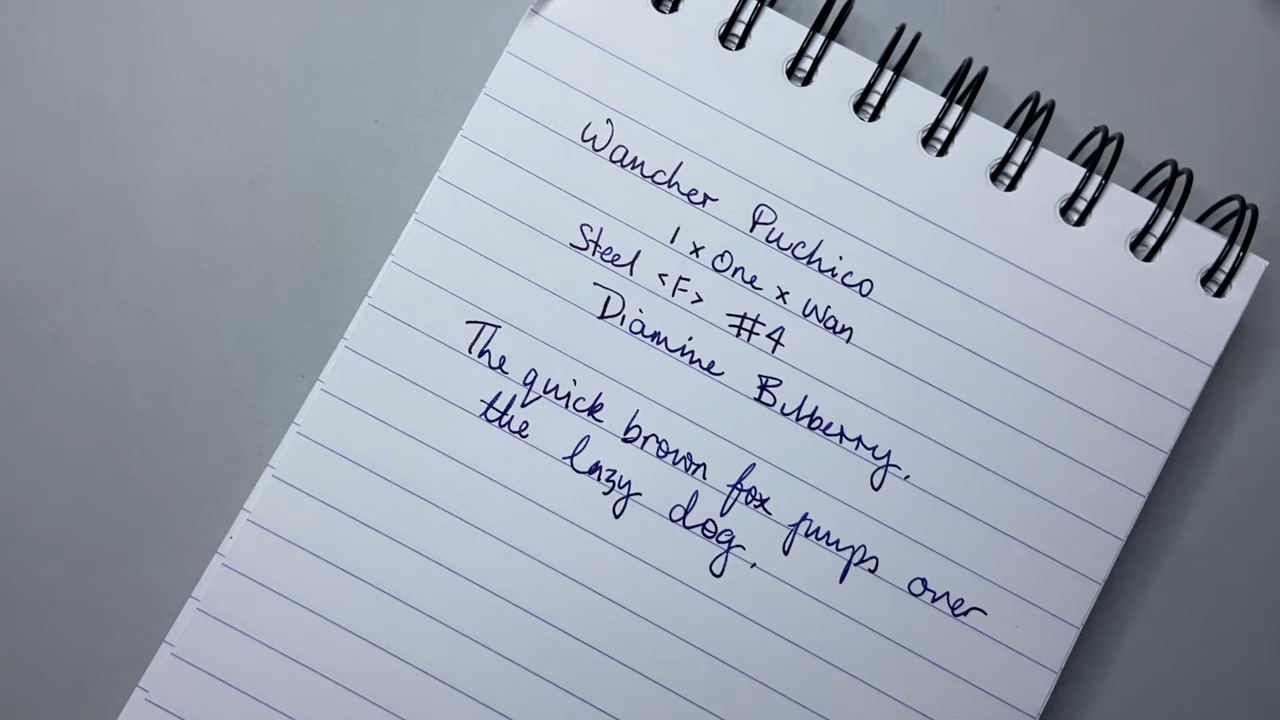 Wancher Puchico
1 x One x Wan
Steel <F> #4
Diamine Bilberry.
The quick brown fox jumps over
the lazy dog.